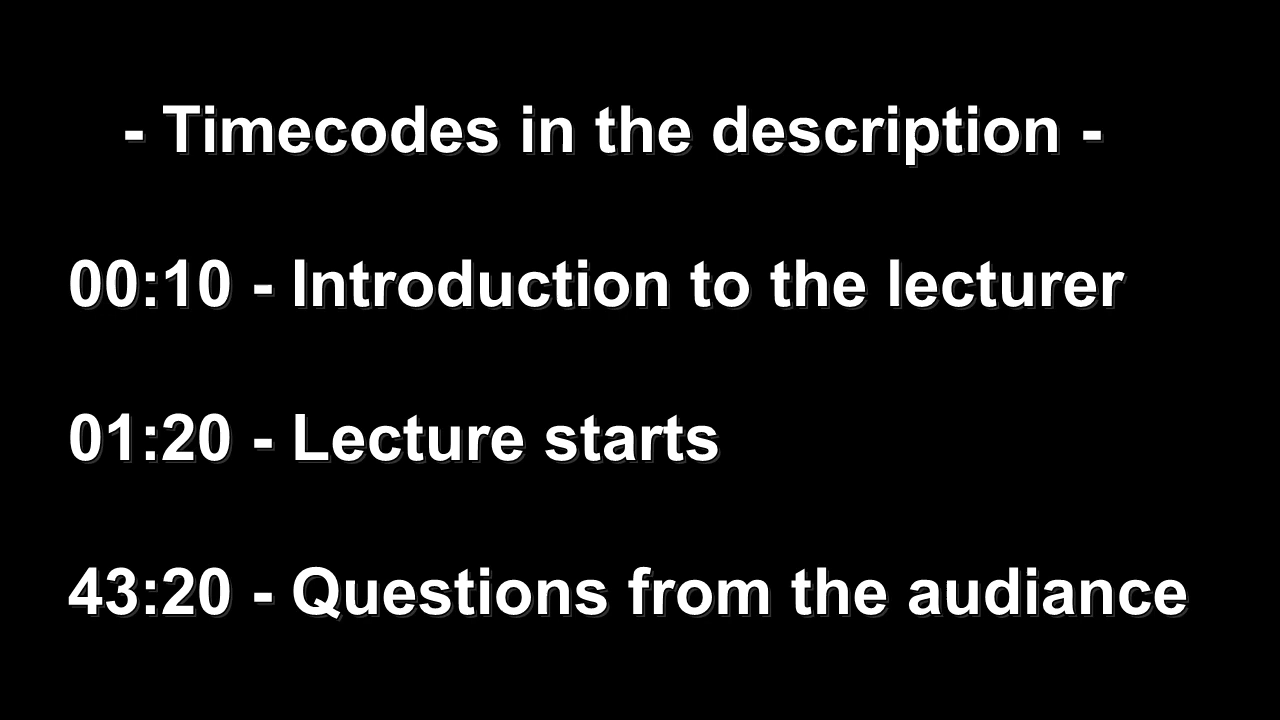 - Timecodes in the description -
00:10 - Introduction to the lecturer
01:20 - Lecture starts
43:20 - Questions from the audiance